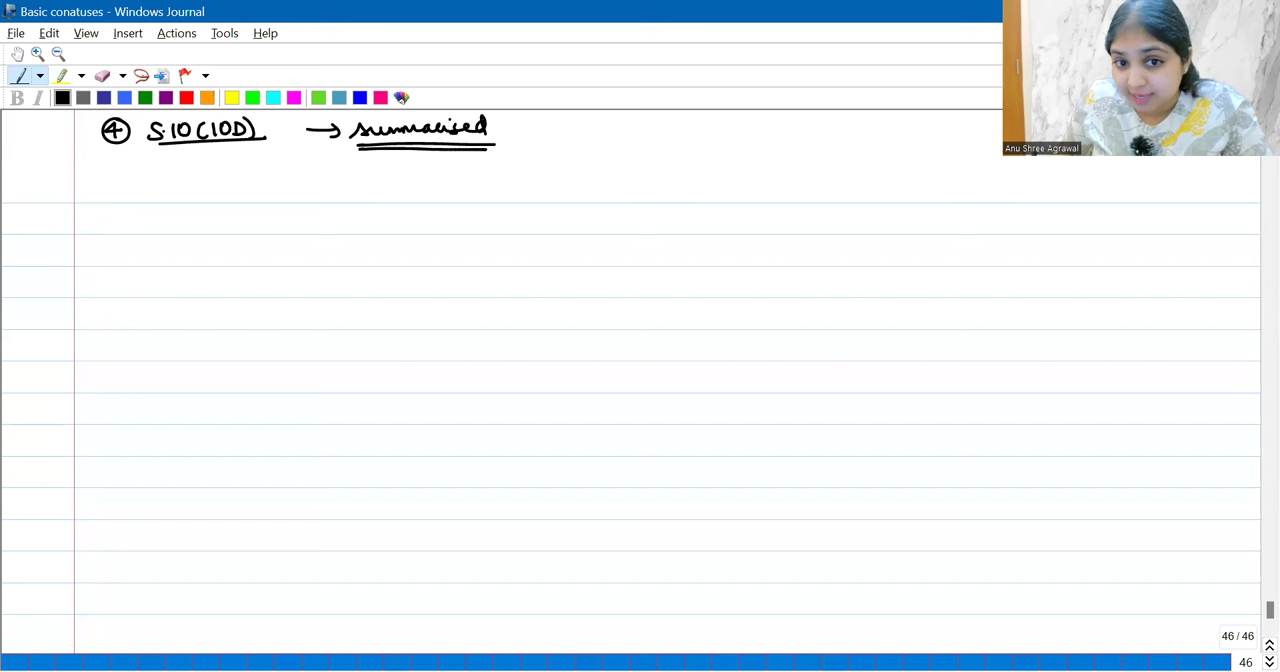 Basic conatuses - Windows Journal
File Edit View Insert Actions Tools Help
B I
④ S.10(10D) → summarised
Anu Shree Agrawal
46 / 46
46